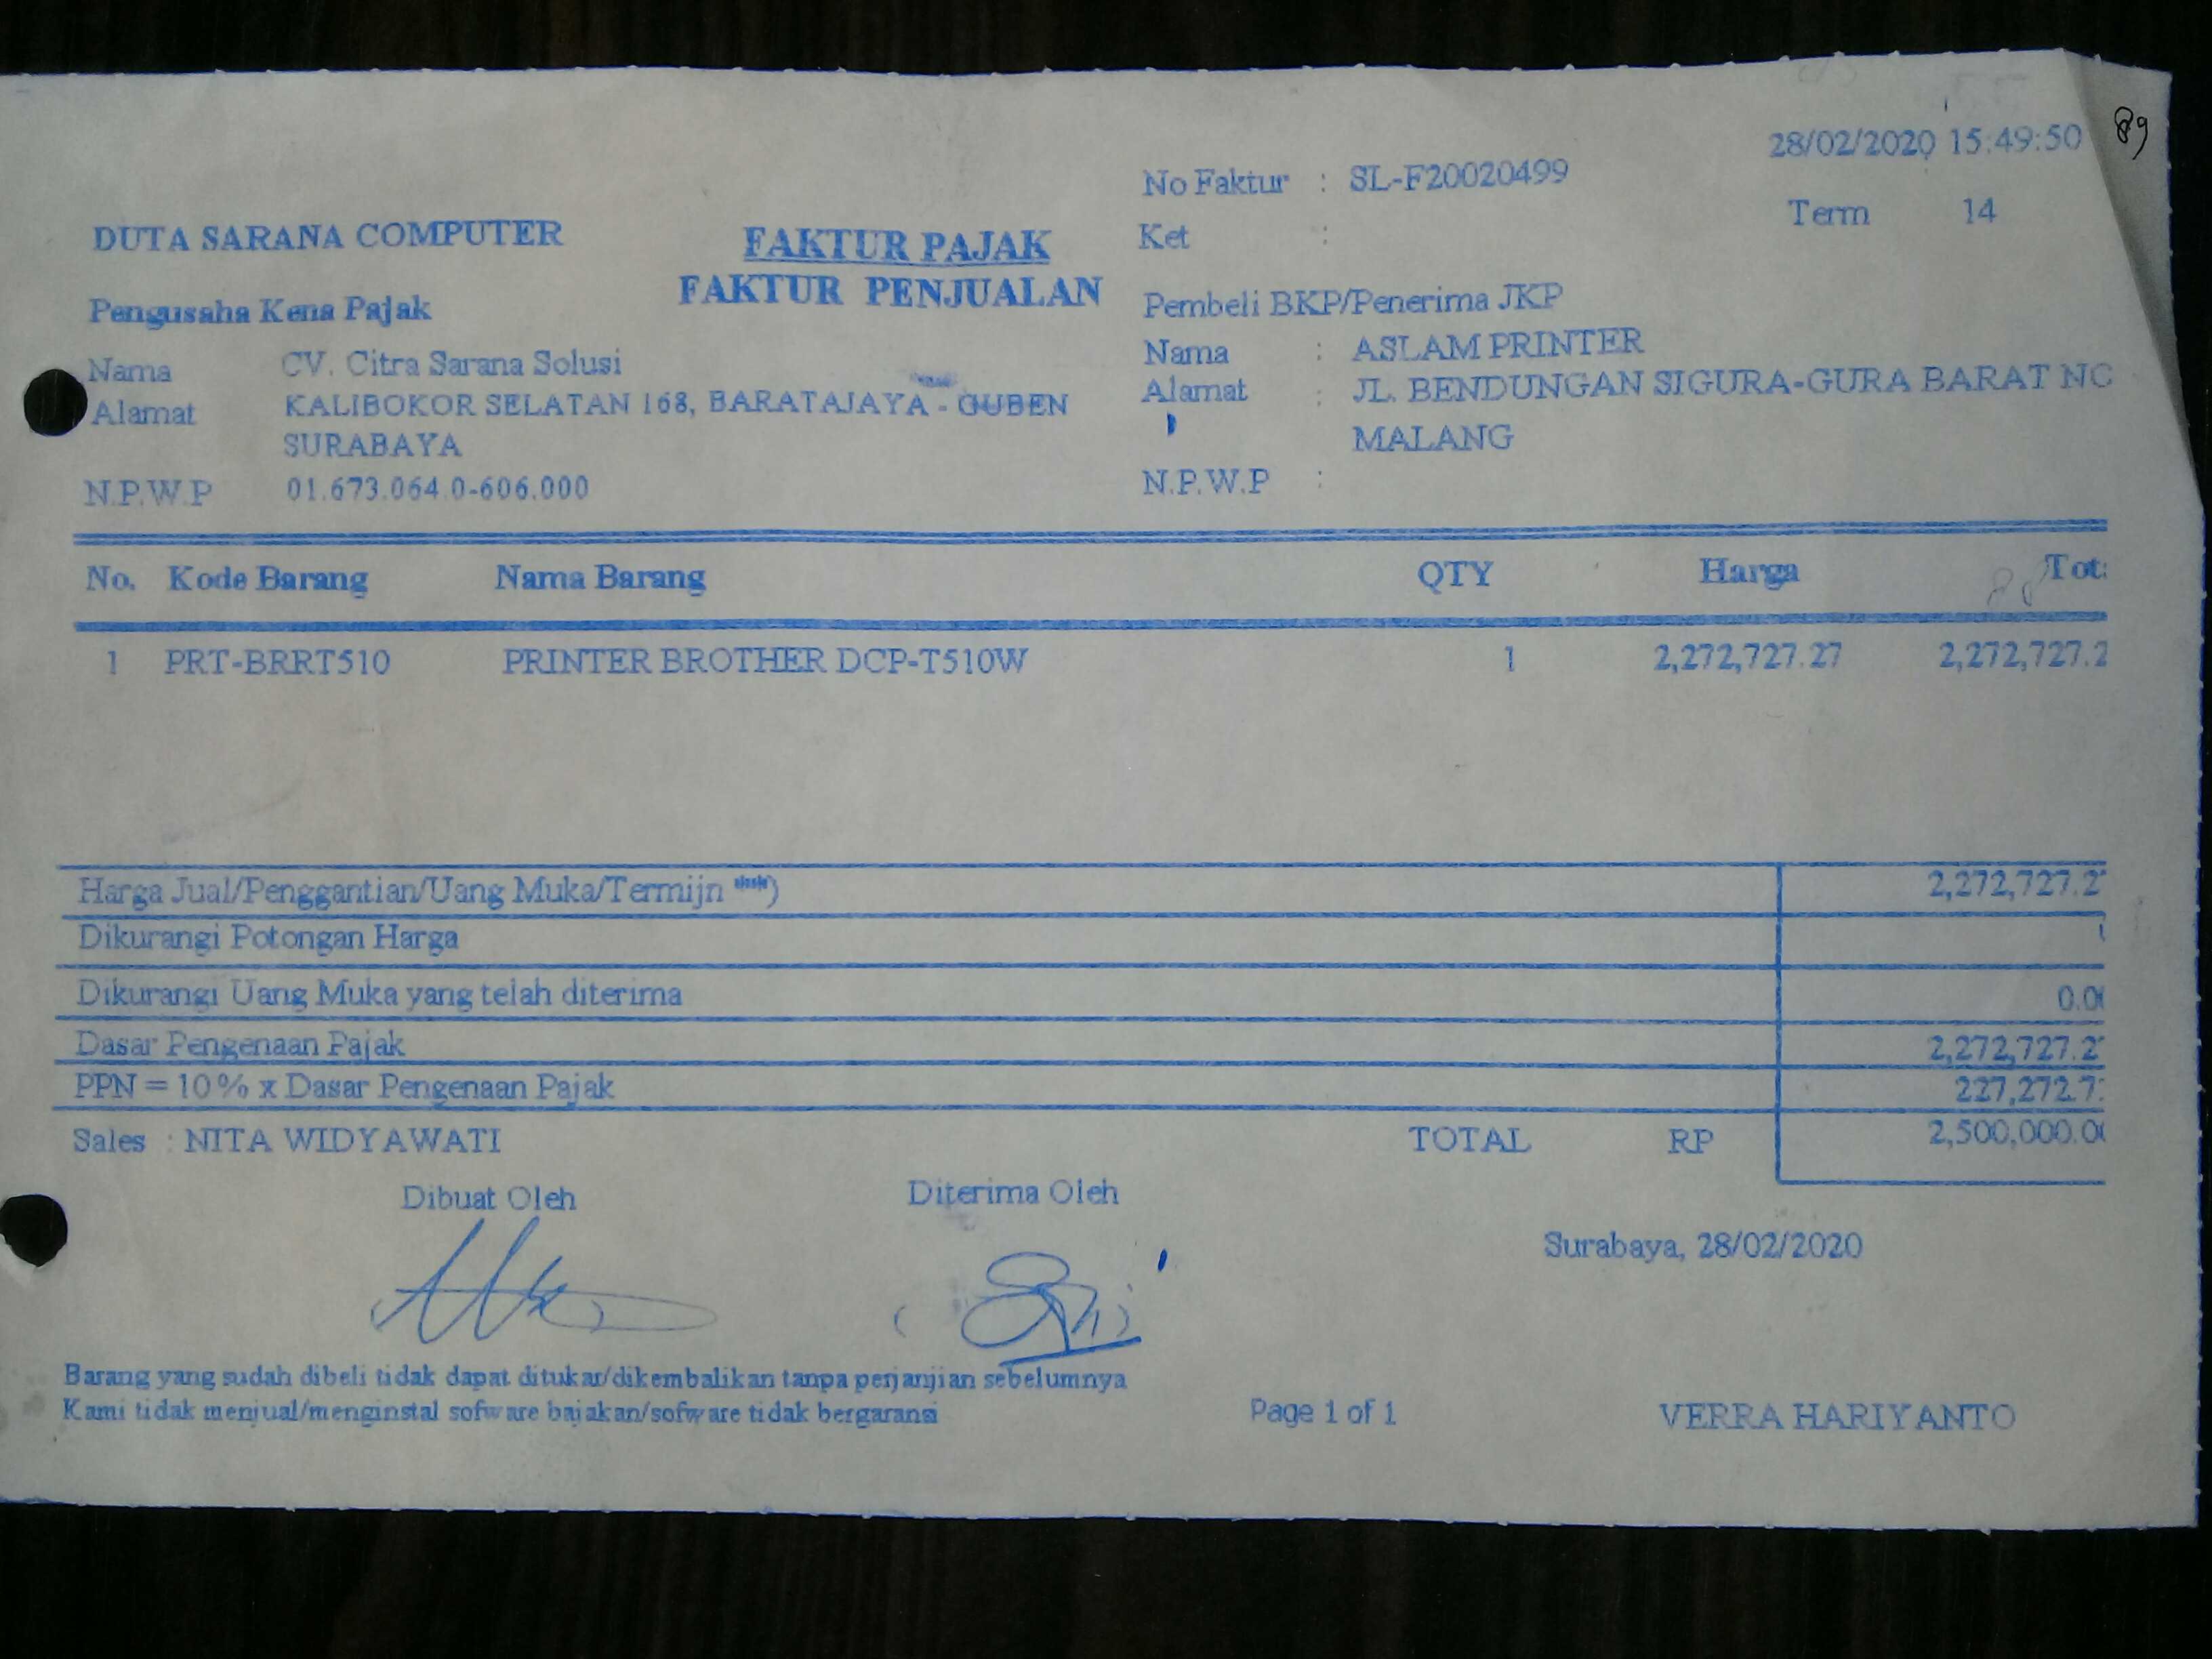 89
28/02/2020 15:49:50
No Faktur : SL-F20020499
Term 14
DUTA SARANA COMPUTER
FAKTUR PAJAK
Ket :
FAKTUR PENJUALAN
Pengusaha Kena Pajak
Pembeli BKP/Penerima JKP
Nama CV. Citra Sarana Solusi
Nama : ASLAM PRINTER
Alamat KALIBOKOR SELATAN 168, BARATAJAYA - GUBEN
Alamat : JL. BENDUNGAN SIGURA-GURA BARAT NO
SURABAYA
MALANG
N.P.W.P 01.673.064.0-606.000
N.P.W.P :
No. Kode Barang Nama Barang QTY Harga Tot
1 PRT-BRRT510 PRINTER BROTHER DCP-T510W 1 2,272,727.27 2,272,727.2
Harga Jual/Penggantian/Uang Muka/Termijn ***) 2,272,727.2
Dikurangi Potongan Harga
Dikurangi Uang Muka yang telah diterima 0.0
Dasar Pengenaan Pajak 2,272,727.2
PPN = 10% x Dasar Pengenaan Pajak 227,272.7
Sales : NITA WIDYAWATI TOTAL RP 2,500,000.0
Dibuat Oleh Diterima Oleh
Surabaya, 28/02/2020
Barang yang sudah dibeli tidak dapat ditukar/dikembalikan tanpa perjanjian sebelumnya
Kami tidak menjual/menginstal sofware bajakan/sofware tidak bergaransi
Page 1 of 1
VERRA HARIYANTO